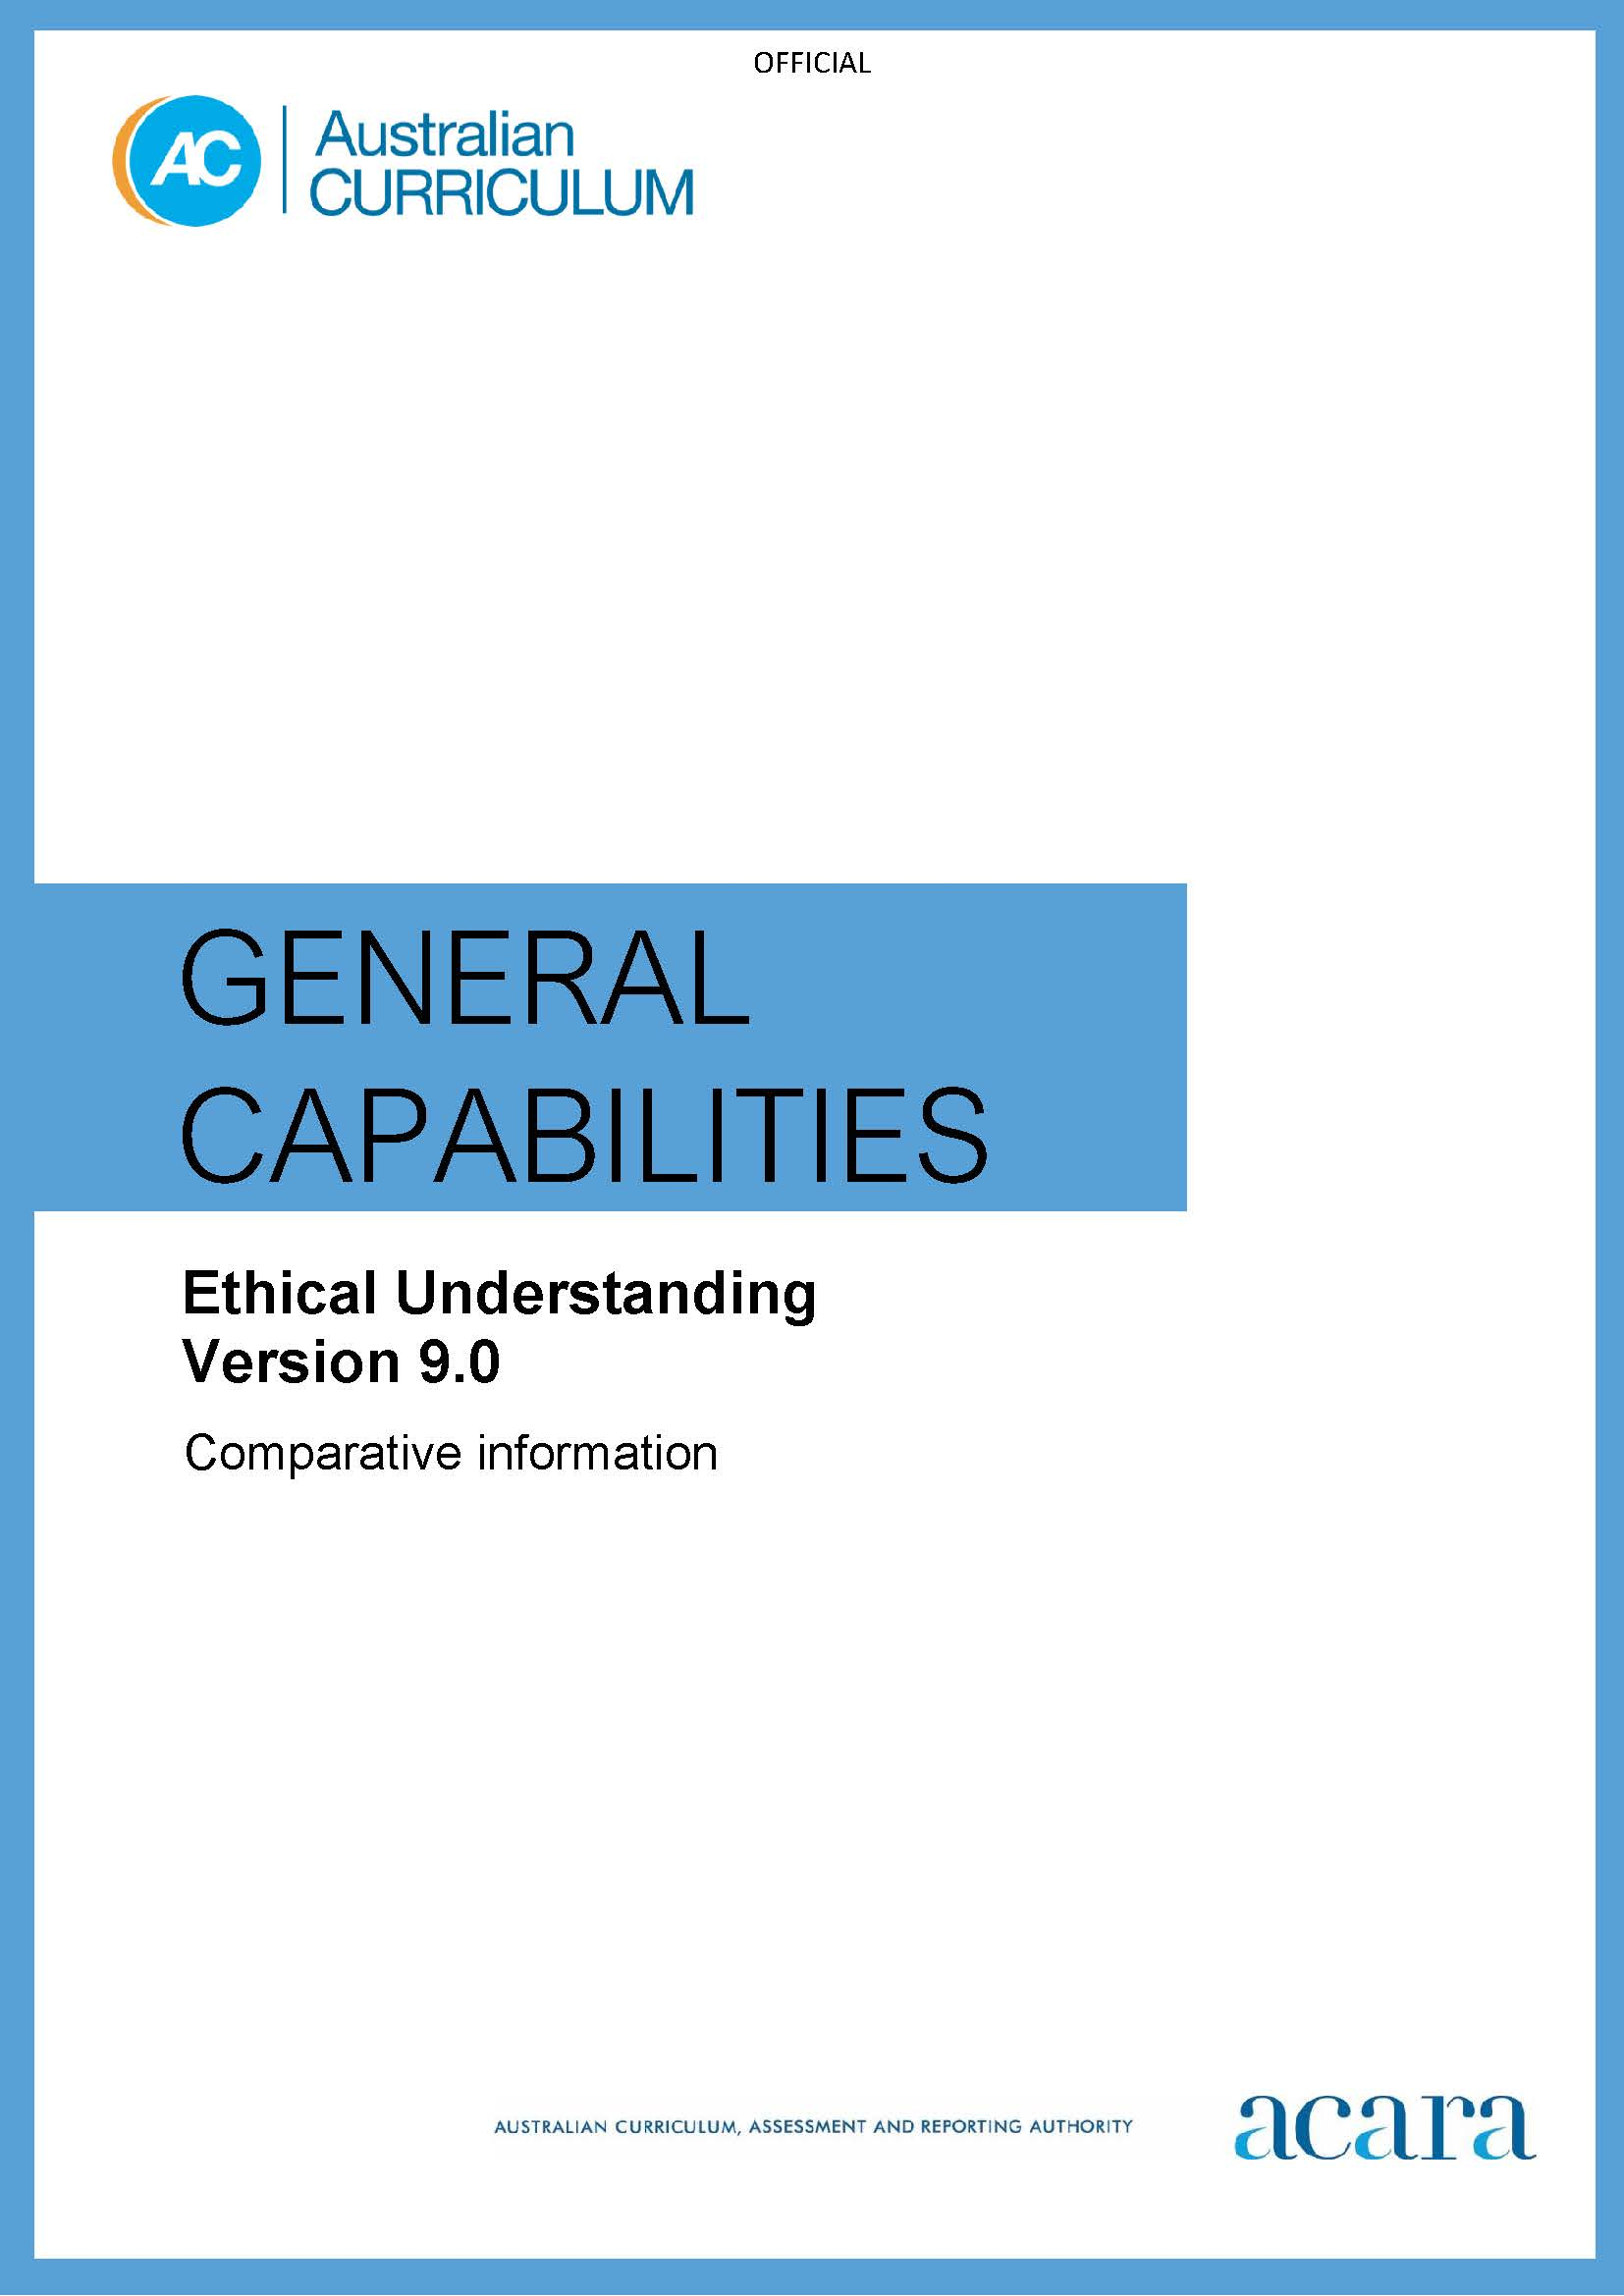 OFFICIAL
AC
Australian
CURRICULUM
GENERAL
CAPABILITIES
Ethical Understanding
Version 9.0
Comparative information
AUSTRALIAN CURRICULUM, ASSESSMENT AND REPORTING AUTHORITY
acara